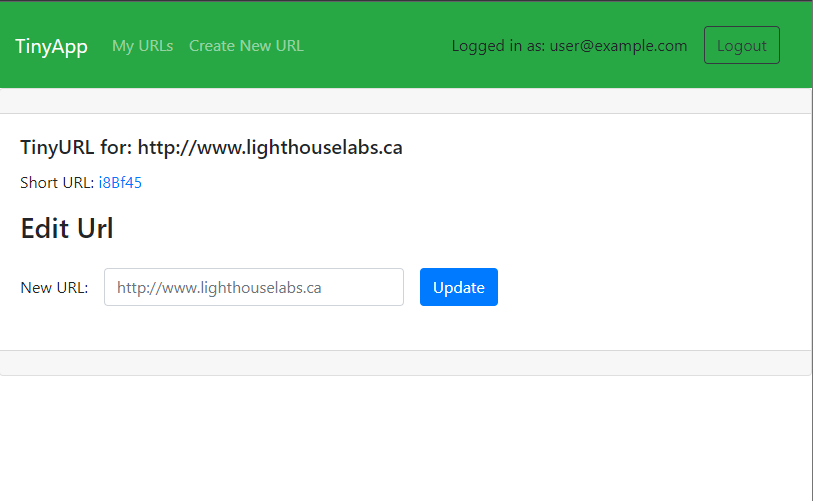 TinyApp My URLs Create New URL Logged in as: user@example.com Logout
TinyURL for: http://www.lighthouselabs.ca
Short URL: i8Bf45
Edit Url
New URL: http://www.lighthouselabs.ca Update